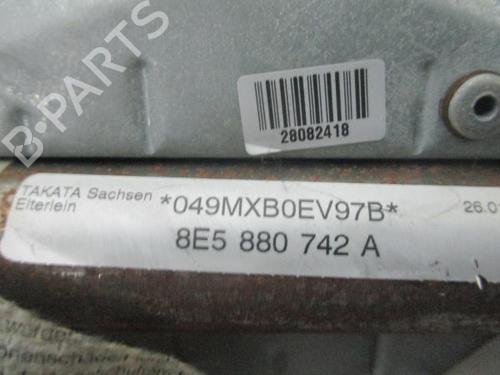 B-PARTS
28082418
TAKATA Sachsen
Elterlein
*049MXB0EV97B*
26.0
8E5 880 742 A